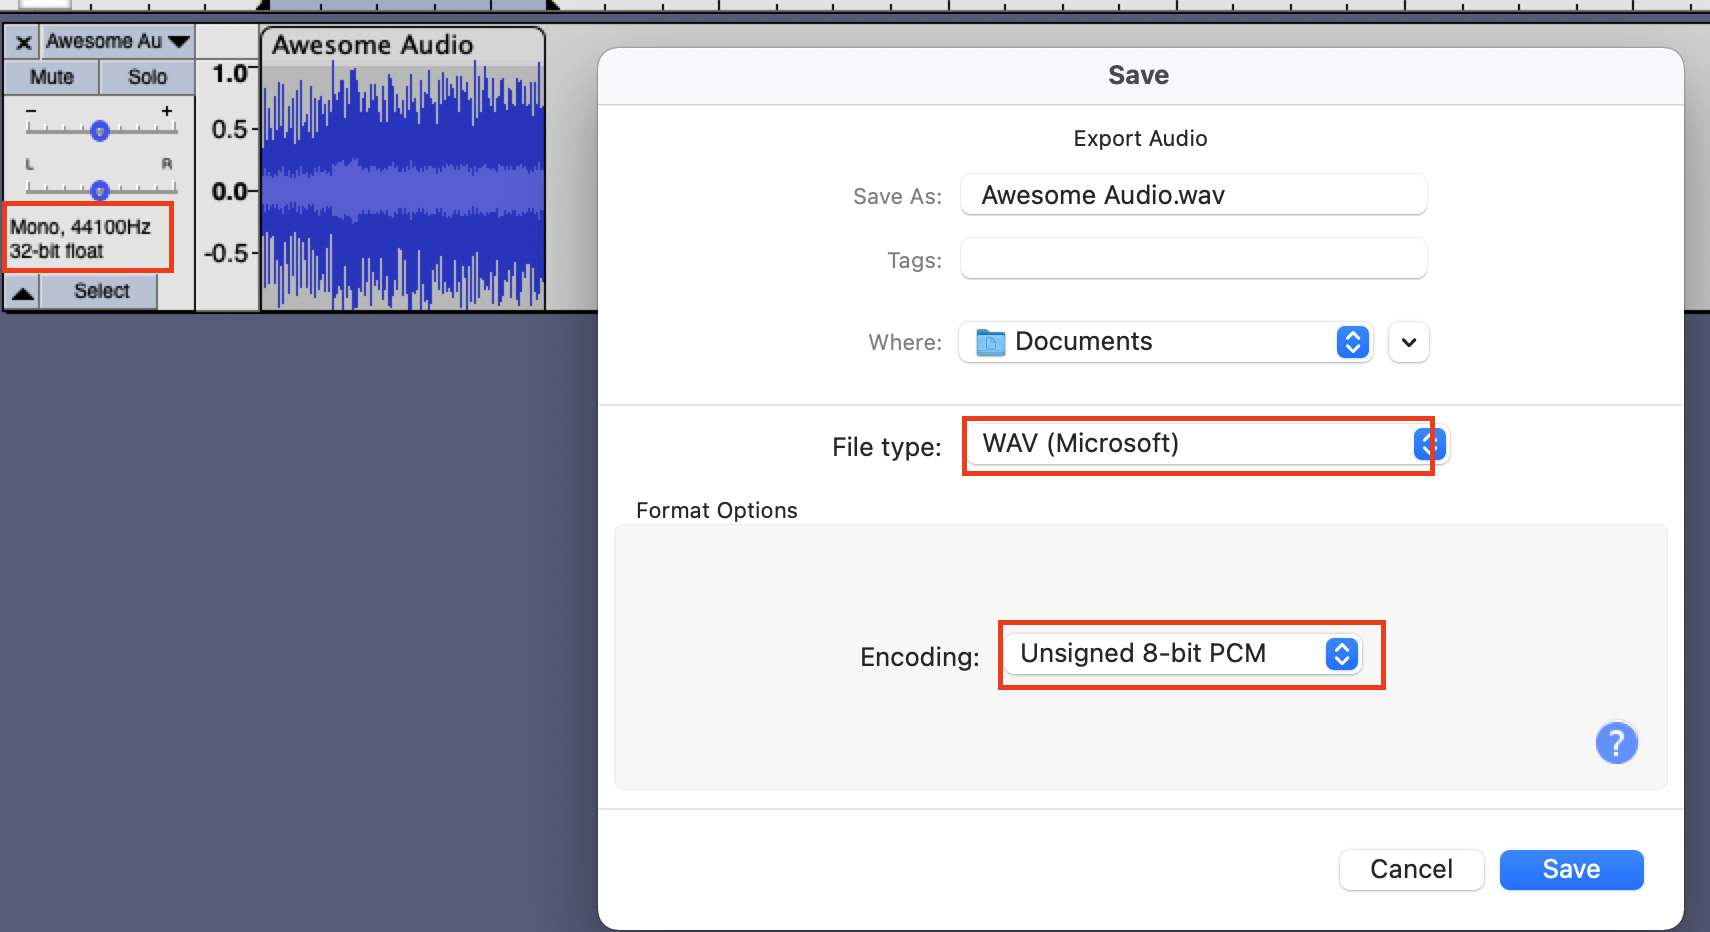 Awesome Au
Mute Solo
- +
L R
Mono, 44100Hz
32-bit float
Select
1.0
0.5
0.0
-0.5
Awesome Audio
Save
Export Audio
Save As: Awesome Audio.wav
Tags:
Where: Documents
File type: WAV (Microsoft)
Format Options
Encoding: Unsigned 8-bit PCM
?
Cancel Save